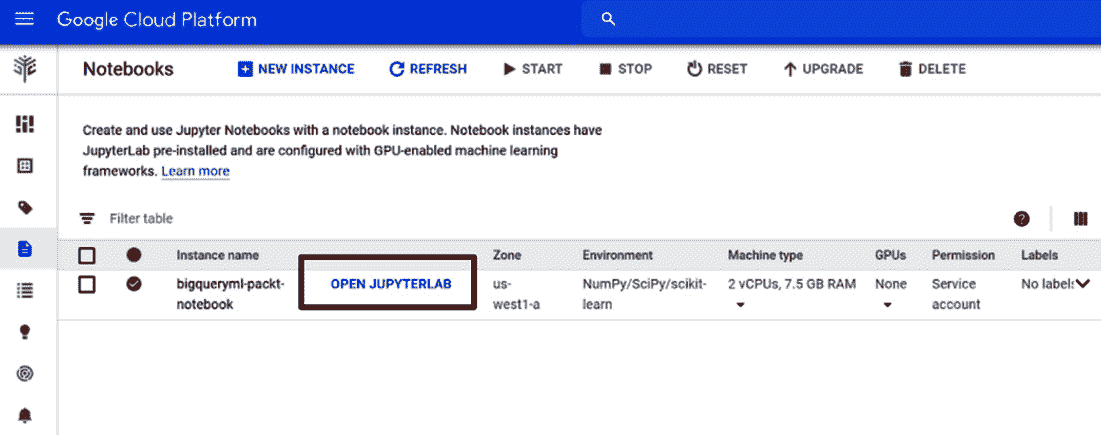 Google Cloud Platform
Notebooks NEW INSTANCE REFRESH START STOP RESET UPGRADE DELETE
Create and use Jupyter Notebooks with a notebook instance. Notebook instances have
JupyterLab pre-installed and are configured with GPU-enabled machine learning
frameworks. Learn more
Filter table
Instance name Zone Environment Machine type GPUs Permission Labels
bigqueryml-packt- OPEN JUPYTERLAB us- NumPy/SciPy/scikit- 2 vCPUs, 7.5 GB RAM None Service No labels
notebook west1-a learn account